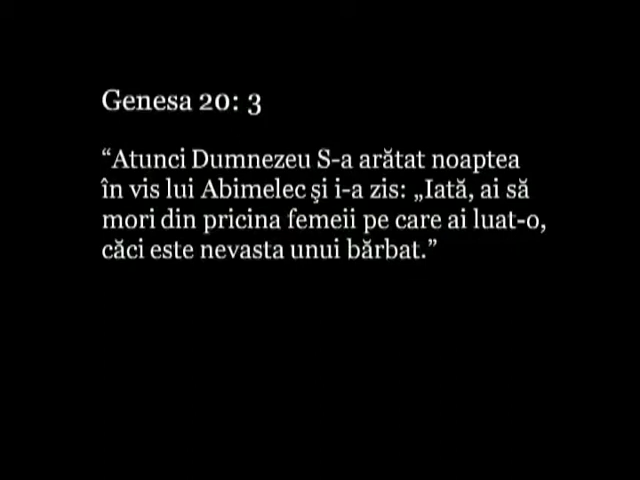 Genesa 20: 3
“Atunci Dumnezeu S-a arătat noaptea
în vis lui Abimelec şi i-a zis: „Iată, ai să
mori din pricina femeii pe care ai luat-o,
căci este nevasta unui bărbat.”